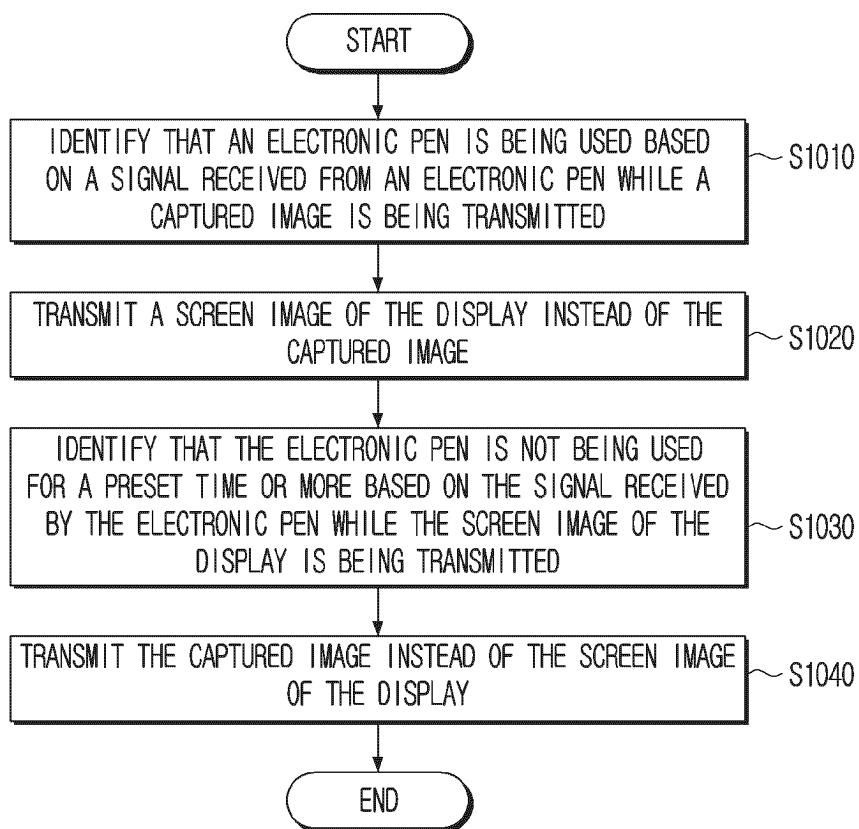 START
IDENTIFY THAT AN ELECTRONIC PEN IS BEING USED BASED
ON A SIGNAL RECEIVED FROM AN ELECTRONIC PEN WHILE A
CAPTURED IMAGE IS BEING TRANSMITTED
S1010
TRANSMIT A SCREEN IMAGE OF THE DISPLAY INSTEAD OF THE
CAPTURED IMAGE
S1020
IDENTIFY THAT THE ELECTRONIC PEN IS NOT BEING USED
FOR A PRESET TIME OR MORE BASED ON THE SIGNAL RECEIVED
BY THE ELECTRONIC PEN WHILE THE SCREEN IMAGE OF THE
DISPLAY IS BEING TRANSMITTED
S1030
TRANSMIT THE CAPTURED IMAGE INSTEAD OF THE SCREEN IMAGE
OF THE DISPLAY
S1040
END